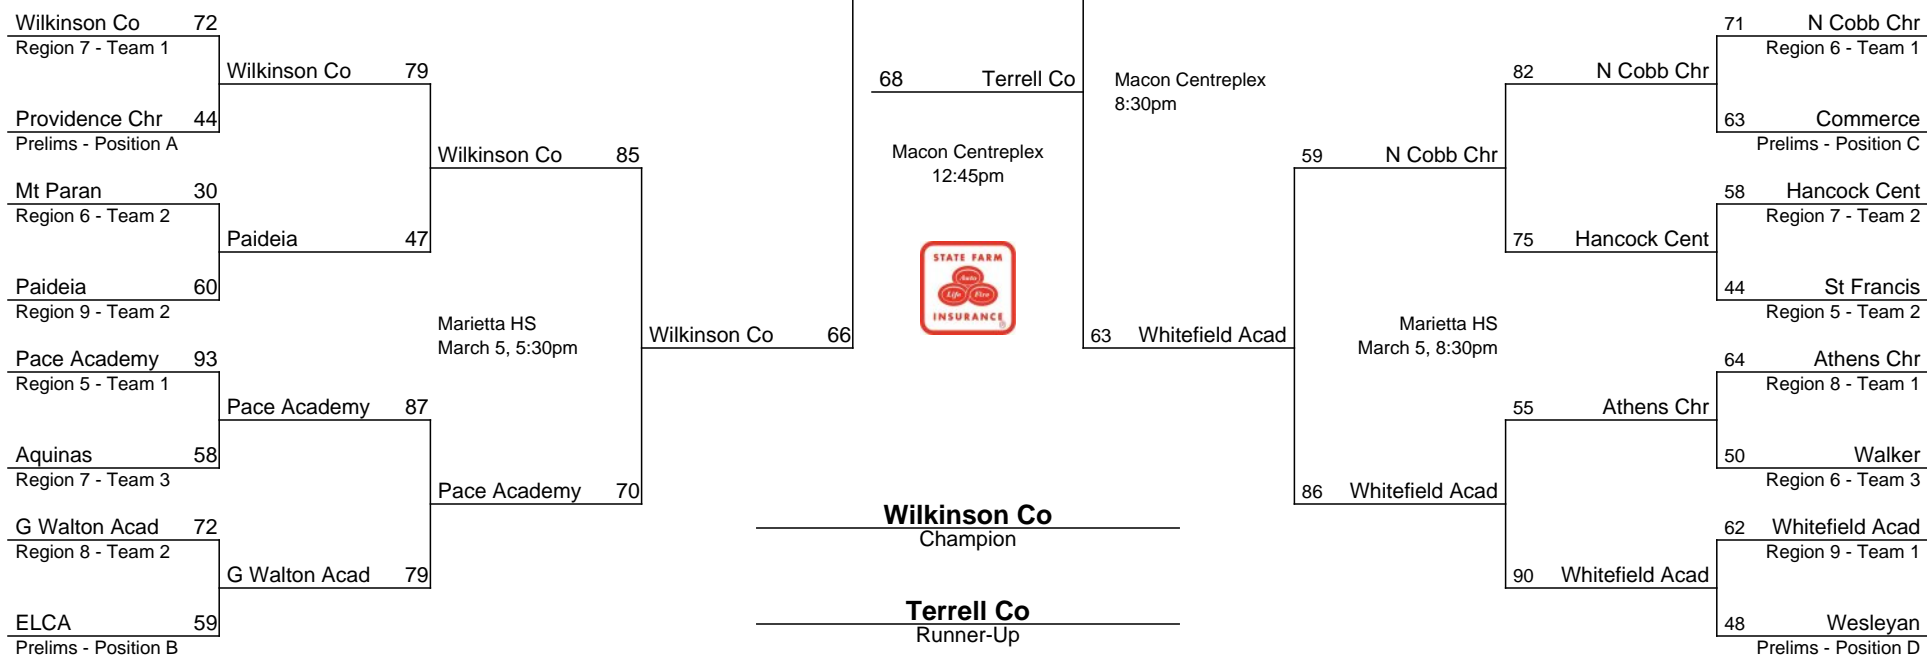 Wilkinson Co 72
Region 7 - Team 1
Wilkinson Co 79
Providence Chr 44
Prelims - Position A
Wilkinson Co 85
Mt Paran 30
Region 6 - Team 2
Paideia 47
Paideia 60
Region 9 - Team 2
Marietta HS
March 5, 5:30pm
Wilkinson Co 66
Pace Academy 93
Region 5 - Team 1
Pace Academy 87
Aquinas 58
Region 7 - Team 3
Pace Academy 70
G Walton Acad 72
Region 8 - Team 2
G Walton Acad 79
ELCA 59
Prelims - Position B
68 Terrell Co
Macon Centreplex
8:30pm
Macon Centreplex
12:45pm
STATE FARM
Auto
Life Fire
INSURANCE
®
Wilkinson Co
Champion
Terrell Co
Runner-Up
71 N Cobb Chr
Region 6 - Team 1
82 N Cobb Chr
63 Commerce
Prelims - Position C
59 N Cobb Chr
58 Hancock Cent
Region 7 - Team 2
75 Hancock Cent
44 St Francis
Region 5 - Team 2
Marietta HS
March 5, 8:30pm
63 Whitefield Acad
64 Athens Chr
Region 8 - Team 1
55 Athens Chr
50 Walker
Region 6 - Team 3
86 Whitefield Acad
62 Whitefield Acad
Region 9 - Team 1
90 Whitefield Acad
48 Wesleyan
Prelims - Position D